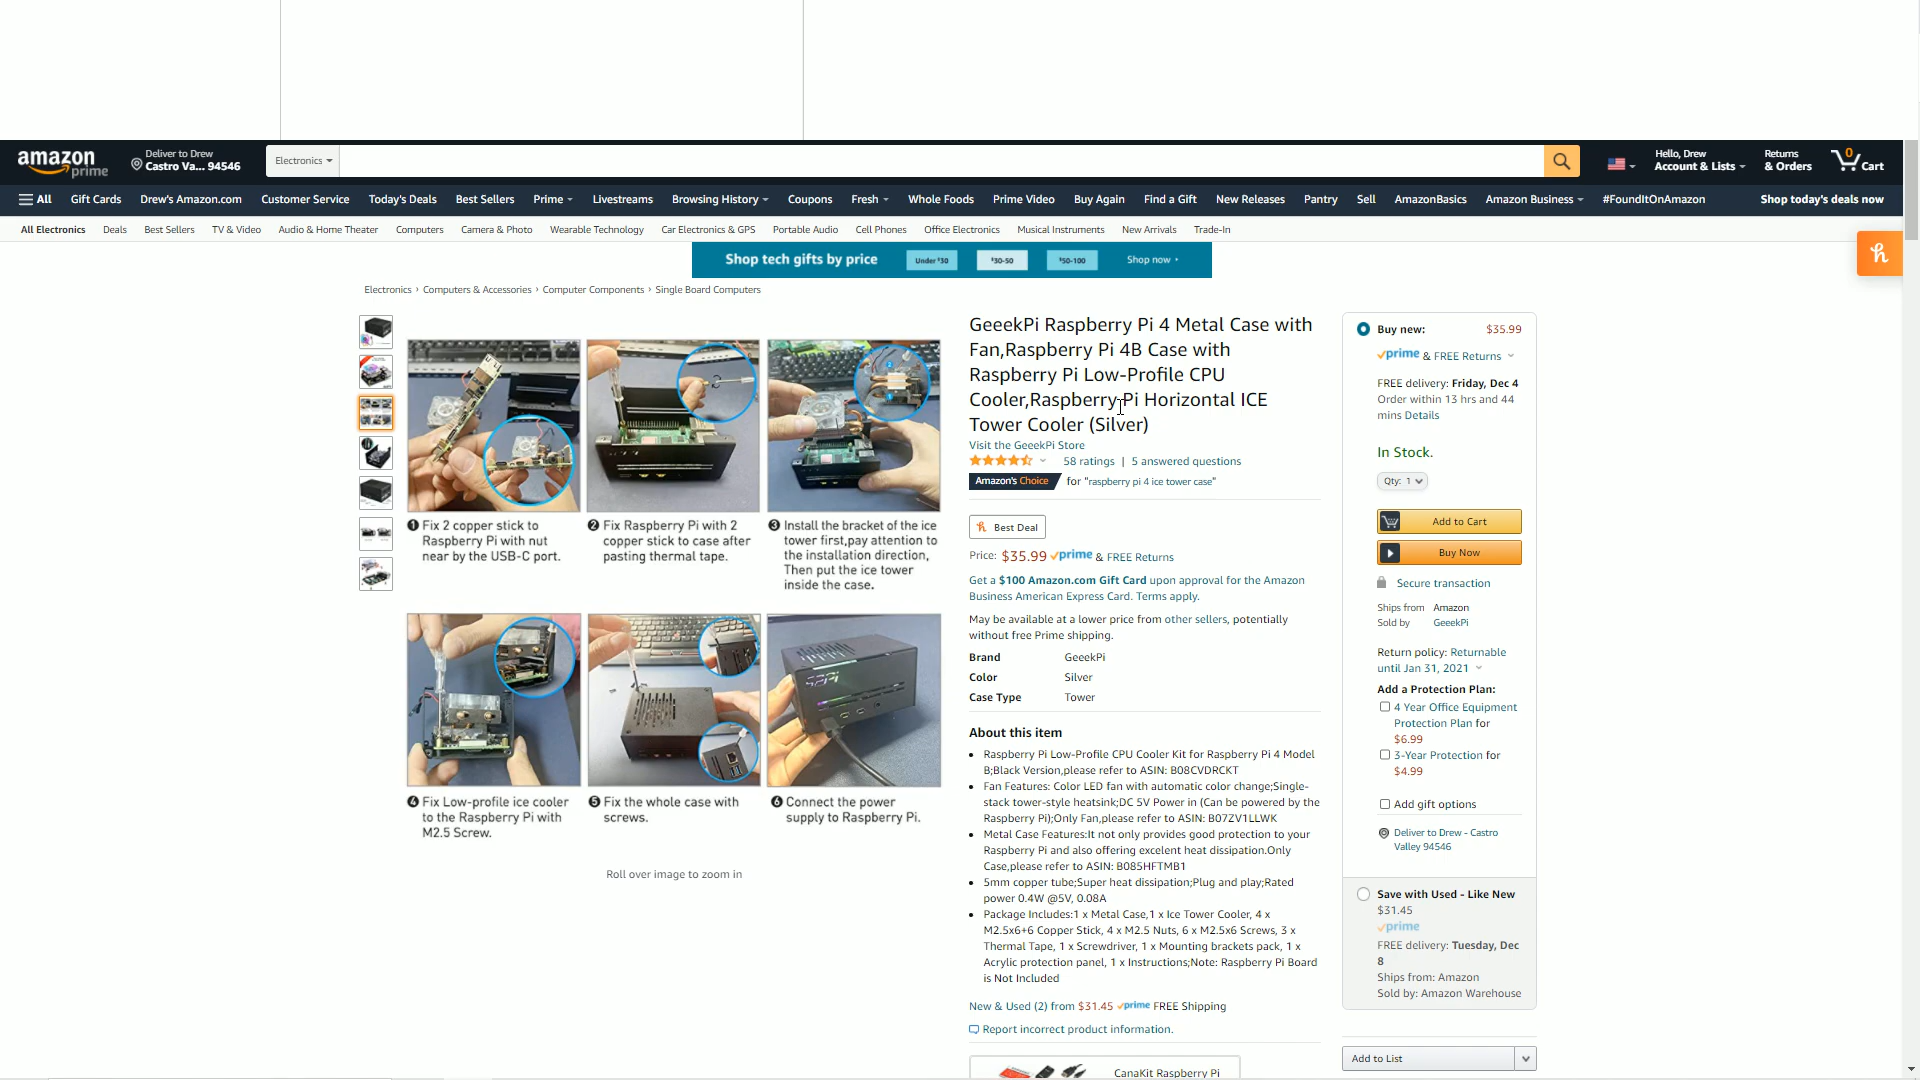 amazon
prime
Deliver to Drew
Castro Va... 94546
Electronics
Hello, Drew
Account & Lists
Returns
& Orders
0
Cart
All
Gift Cards
Drew's Amazon.com
Customer Service
Today's Deals
Best Sellers
Prime
Livestreams
Browsing History
Coupons
Fresh
Whole Foods
Prime Video
Buy Again
Find a Gift
New Releases
Pantry
Sell
AmazonBasics
Amazon Business
#FoundItOnAmazon
Shop today's deals now
All Electronics
Deals
Best Sellers
TV & Video
Audio & Home Theater
Computers
Camera & Photo
Wearable Technology
Car Electronics & GPS
Portable Audio
Cell Phones
Office Electronics
Musical Instruments
New Arrivals
Trade-In
Shop tech gifts by price
Under $30
$30-50
$50-100
Shop now
Electronics › Computers & Accessories › Computer Components › Single Board Computers
1 Fix 2 copper stick to
Raspberry Pi with nut
near by the USB-C port.
2 Fix Raspberry Pi with 2
copper stick to case after
pasting thermal tape.
3 Install the bracket of the ice
tower first,pay attention to
the installation direction,
Then put the ice tower
inside the case.
52Pi
4 Fix Low-profile ice cooler
to the Raspberry Pi with
M2.5 Screw.
5 Fix the whole case with
screws.
6 Connect the power
supply to Raspberry Pi.
Roll over image to zoom in
GeeekPi Raspberry Pi 4 Metal Case with
Fan,Raspberry Pi 4B Case with
Raspberry Pi Low-Profile CPU
Cooler,Raspberry Pi Horizontal ICE
Tower Cooler (Silver)
Visit the GeeekPi Store
58 ratings | 5 answered questions
Amazon's Choice for "raspberry pi 4 ice tower case"
Best Deal
Price: $35.99 prime & FREE Returns
Get a $100 Amazon.com Gift Card upon approval for the Amazon
Business American Express Card. Terms apply.
May be available at a lower price from other sellers, potentially
without free Prime shipping.
Brand GeeekPi
Color Silver
Case Type Tower
About this item
• Raspberry Pi Low-Profile CPU Cooler Kit for Raspberry Pi 4 Model
B;Black Version,please refer to ASIN: B08CVDRCKT
• Fan Features: Color LED fan with automatic color change;Single-
stack tower-style heatsink;DC 5V Power in (Can be powered by the
Raspberry Pi);Only Fan,please refer to ASIN: B07ZV1LLWK
• Metal Case Features:It not only provides good protection to your
Raspberry Pi and also offering excelent heat dissipation.Only
Case,please refer to ASIN: B085HFTMB1
• 5mm copper tube;Super heat dissipation;Plug and play;Rated
power 0.4W @5V, 0.08A
• Package Includes:1 x Metal Case,1 x Ice Tower Cooler, 4 x
M2.5x6+6 Copper Stick, 4 x M2.5 Nuts, 6 x M2.5x6 Screws, 3 x
Thermal Tape, 1 x Screwdriver, 1 x Mounting brackets pack, 1 x
Acrylic protection panel, 1 x Instructions;Note: Raspberry Pi Board
is Not Included
New & Used (2) from $31.45 prime FREE Shipping
Report incorrect product information.
CanaKit Raspberry Pi
Buy new: $35.99
prime & FREE Returns
FREE delivery: Friday, Dec 4
Order within 13 hrs and 44
mins Details
In Stock.
Qty: 1
Add to Cart
Buy Now
Secure transaction
Ships from Amazon
Sold by GeeekPi
Return policy: Returnable
until Jan 31, 2021
Add a Protection Plan:
4 Year Office Equipment
Protection Plan for
$6.99
3-Year Protection for
$4.99
Add gift options
Deliver to Drew - Castro
Valley 94546
Save with Used - Like New
$31.45
prime
FREE delivery: Tuesday, Dec
8
Ships from: Amazon
Sold by: Amazon Warehouse
Add to List